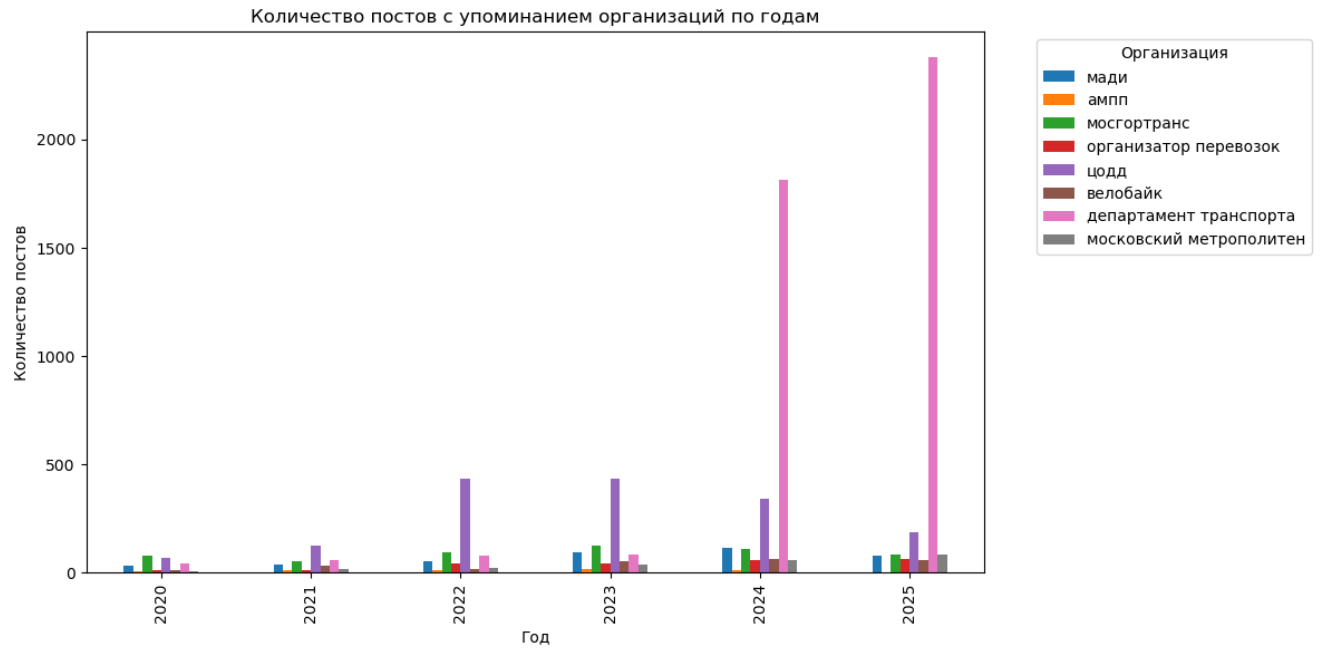 Количество постов с упоминанием организаций по годам
Организация
мади
ампп
мосгортранс
организатор перевозок
цодд
велобайк
департамент транспорта
московский метрополитен
Количество постов
2000
1500
1000
500
0
2020
2021
2022
2023
2024
2025
Год